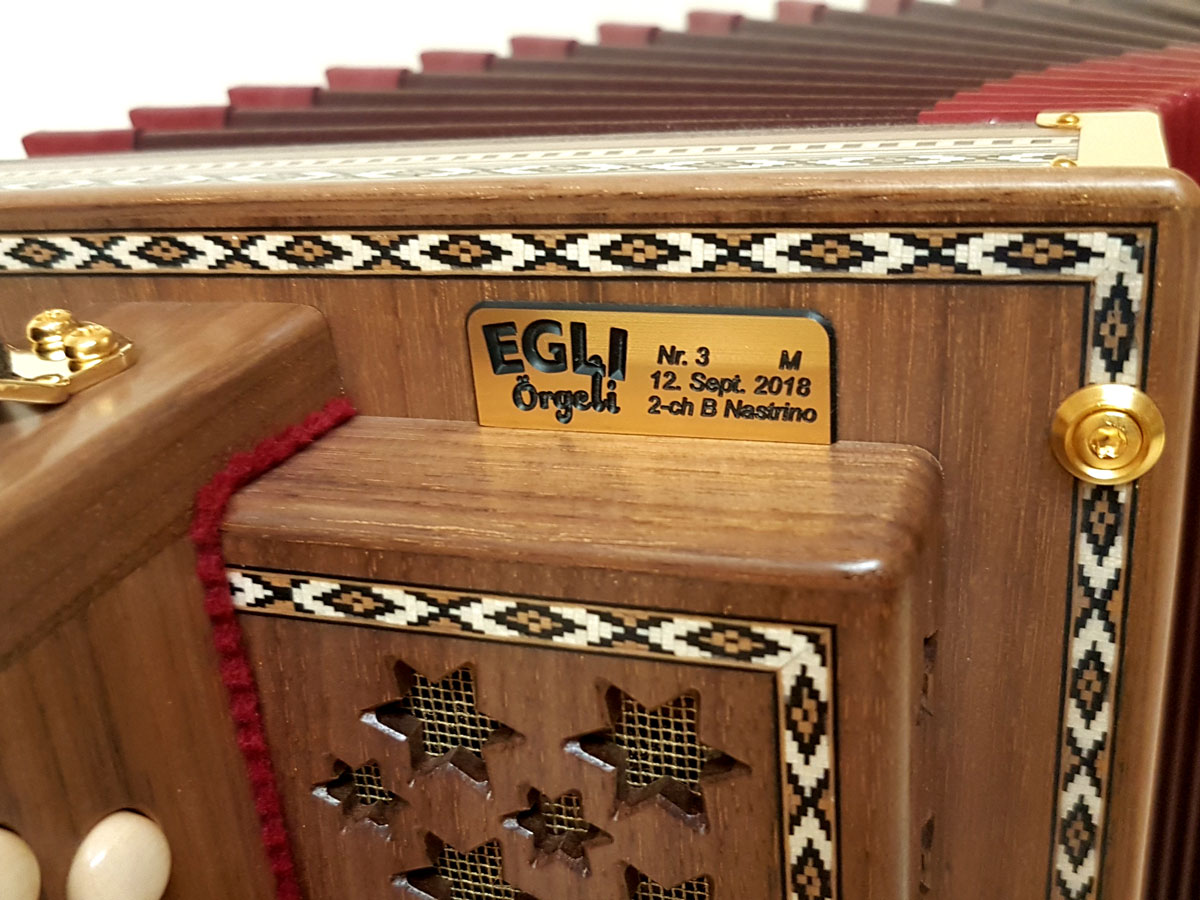 EGLI
Örgeli
Nr. 3 M
12. Sept. 2018
2-ch B Nastrino